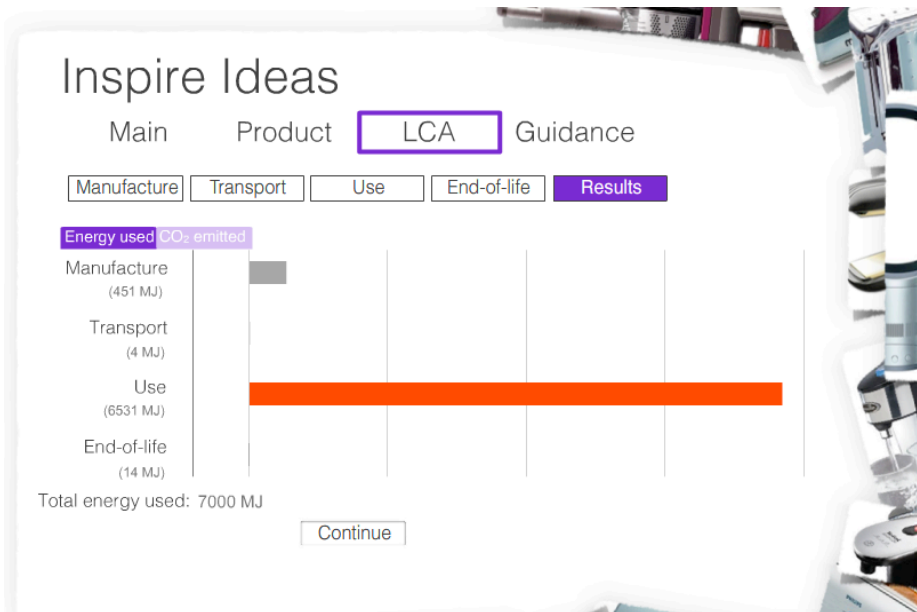 Inspire Ideas
Main Product LCA Guidance
Manufacture Transport Use End-of-life Results
Energy used CO₂ emitted
Manufacture
(451 MJ)
Transport
(4 MJ)
Use
(6531 MJ)
End-of-life
(14 MJ)
Total energy used: 7000 MJ
Continue